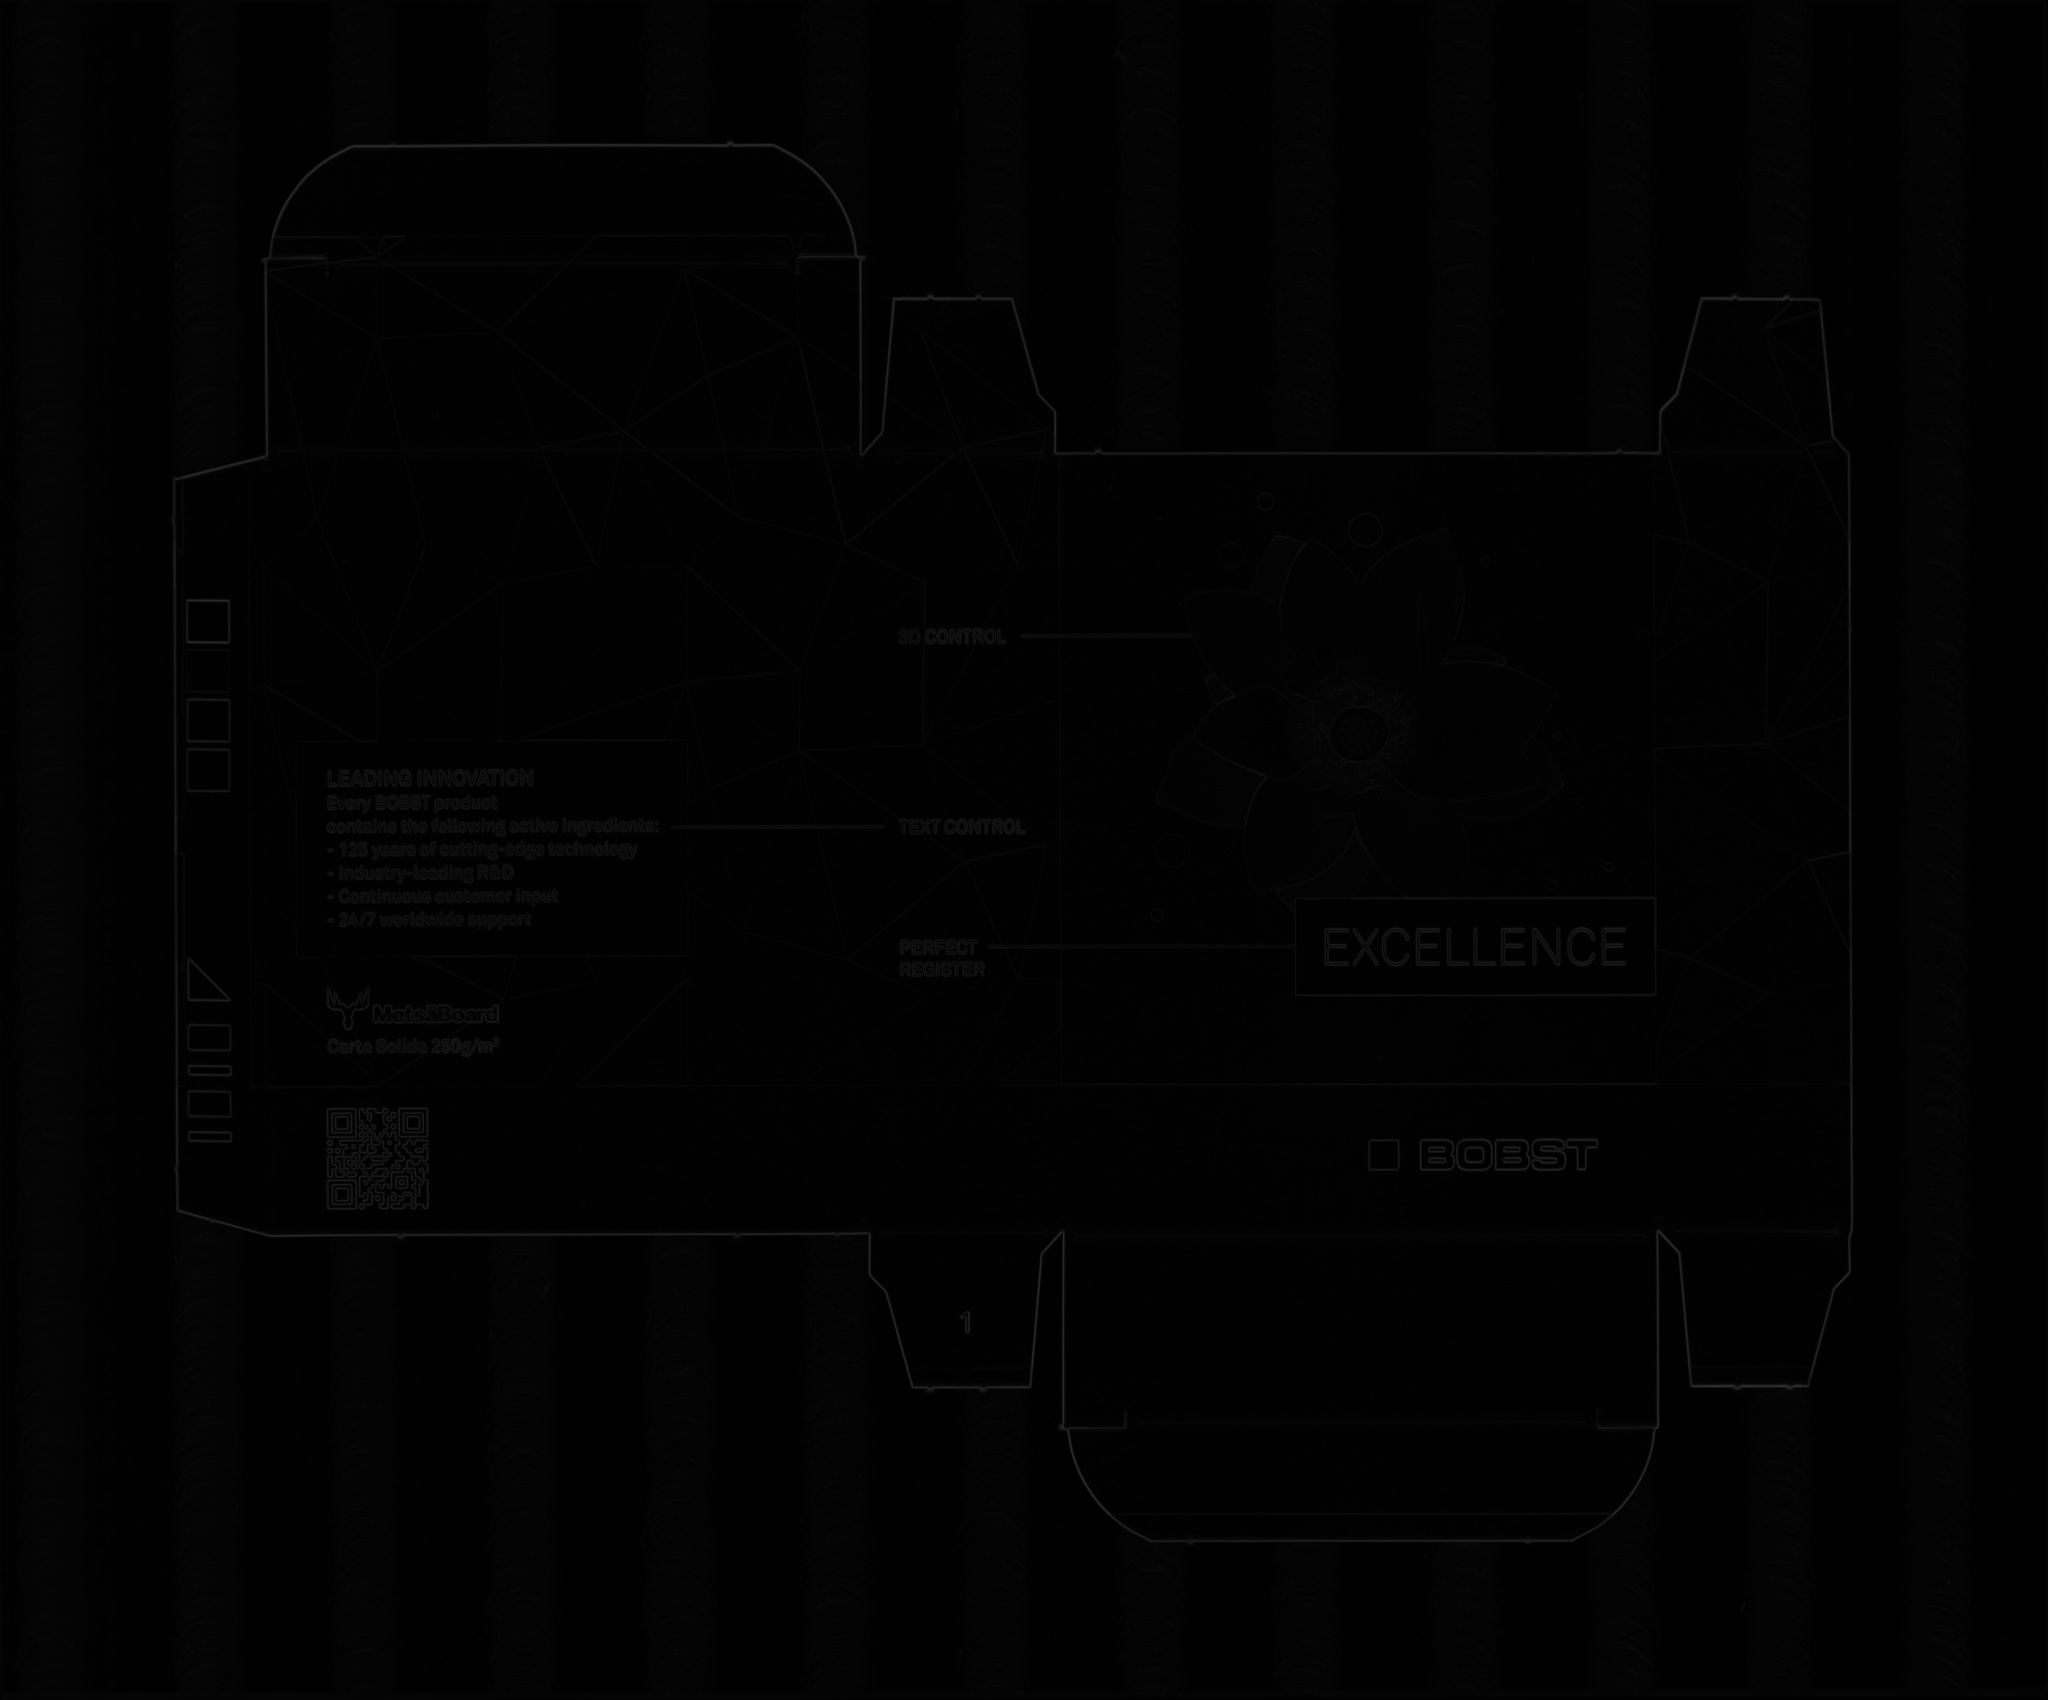 3D CONTROL
LEADING INNOVATION
Every BOBST product
contains the following active ingredients:
- 125 years of cutting-edge technology
- Industry-leading R&D
- Continuous customer input
- 24/7 worldwide support
TEXT CONTROL
PERFECT
REGISTER
EXCELLENCE
MetsäBoard
Carta Solida 250g/m²
BOBST
1